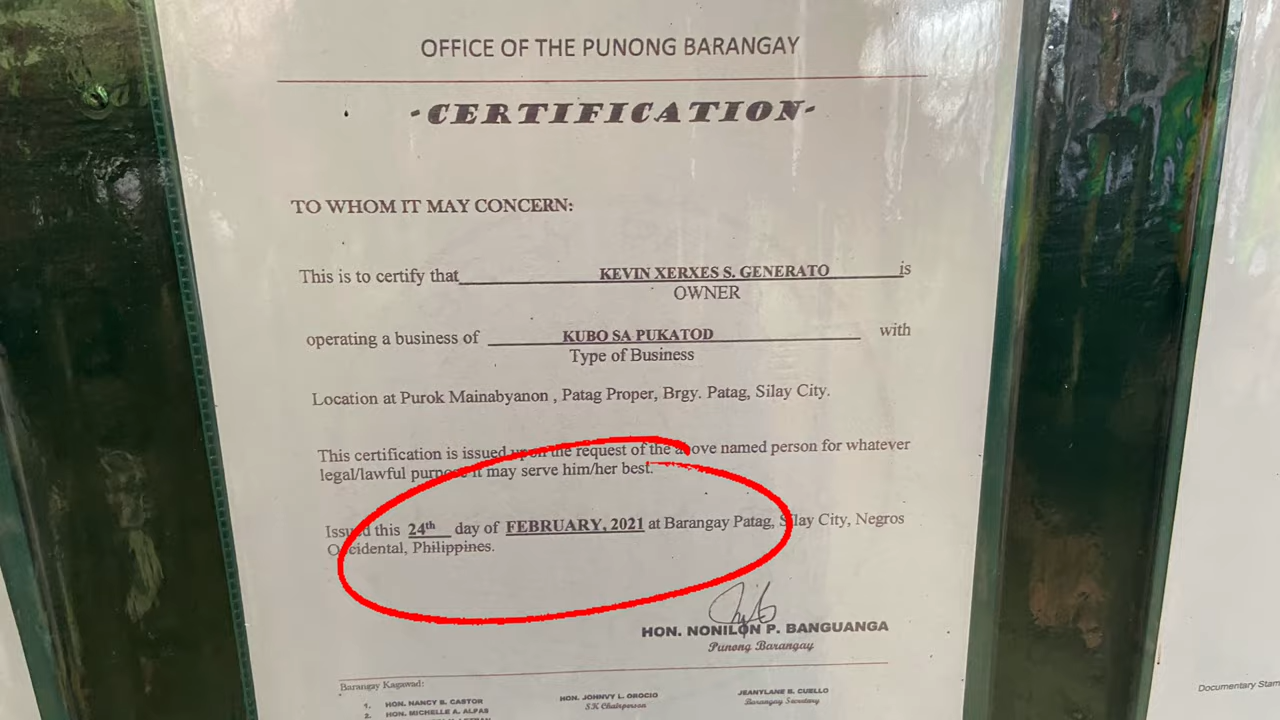 OFFICE OF THE PUNONG BARANGAY
-CERTIFICATION-
TO WHOM IT MAY CONCERN:
This is to certify that KEVIN XERXES S. GENERATO is
OWNER
operating a business of KUBO SA PUKATOD with
Type of Business
Location at Purok Mainabyanon , Patag Proper, Brgy. Patag, Silay City.
This certification is issued upon the request of the above named person for whatever
legal/lawful purpose it may serve him/her best.
Issued this 24th day of FEBRUARY, 2021 at Barangay Patag, Silay City, Negros
Occidental, Philippines.
HON. NONILON P. BANGUANGA
Punong Barangay
Barangay Kagawad:
1. HON. NANCY B. CASTOR
2. HON. MICHELLE A. ALFAS
HON. JOHNVY L. OROCIO
S.K Chairperson
JEANYLANE B. CUELLO
Barangay Secretary
Documentary Stam